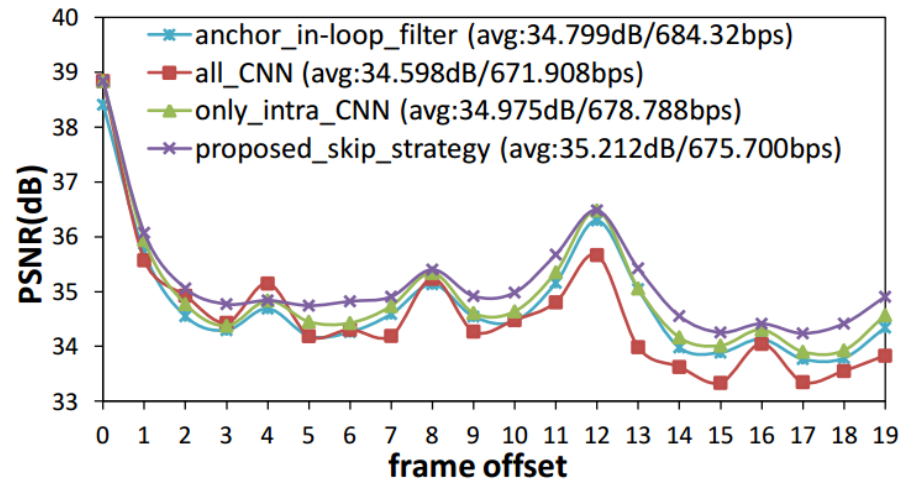 40
39
38
37
36
35
34
33
PSNR(dB)
anchor_in-loop_filter (avg:34.799dB/684.32bps)
all_CNN (avg:34.598dB/671.908bps)
only_intra_CNN (avg:34.975dB/678.788bps)
proposed_skip_strategy (avg:35.212dB/675.700bps)
0 1 2 3 4 5 6 7 8 9 10 11 12 13 14 15 16 17 18 19
frame offset